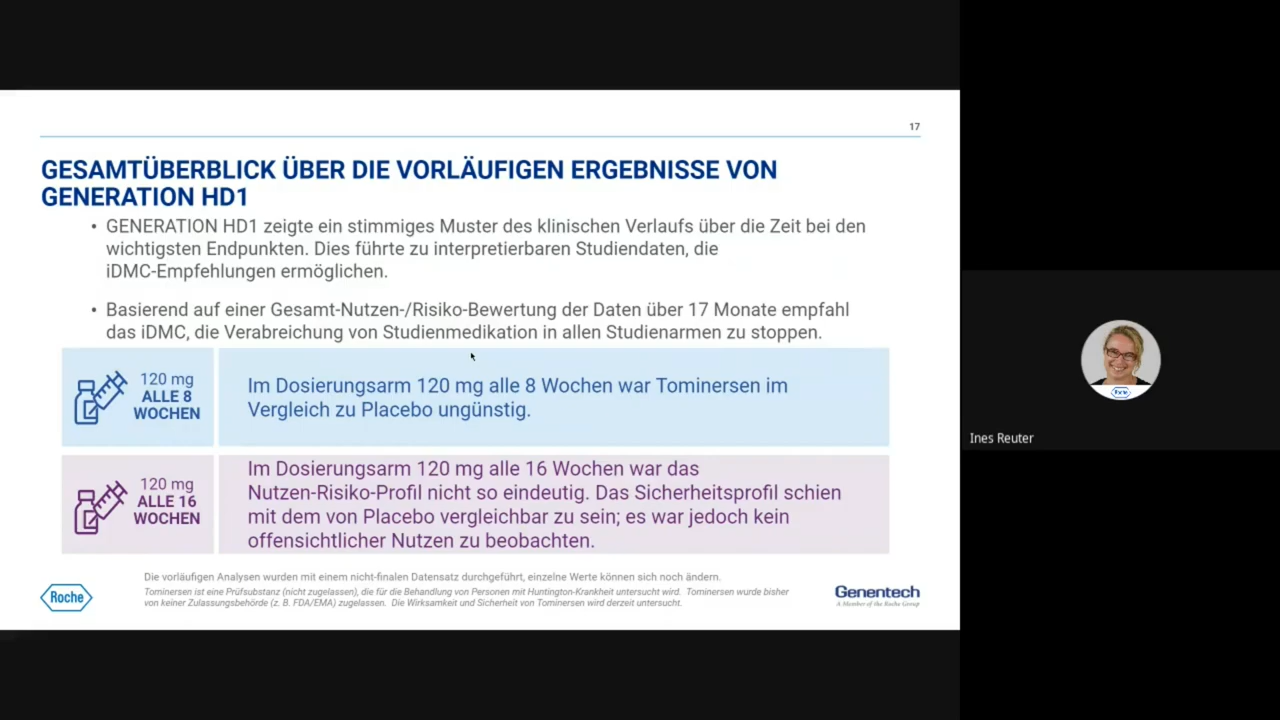 17
GESAMTÜBERBLICK ÜBER DIE VORLÄUFIGEN ERGEBNISSE VON
GENERATION HD1
• GENERATION HD1 zeigte ein stimmiges Muster des klinischen Verlaufs über die Zeit bei den
wichtigsten Endpunkten. Dies führte zu interpretierbaren Studiendaten, die
iDMC-Empfehlungen ermöglichen.
• Basierend auf einer Gesamt-Nutzen-/Risiko-Bewertung der Daten über 17 Monate empfahl
das iDMC, die Verabreichung von Studienmedikation in allen Studienarmen zu stoppen.
120 mg
ALLE 8
WOCHEN
Im Dosierungsarm 120 mg alle 8 Wochen war Tominersen im
Vergleich zu Placebo ungünstig.
120 mg
ALLE 16
WOCHEN
Im Dosierungsarm 120 mg alle 16 Wochen war das
Nutzen-Risiko-Profil nicht so eindeutig. Das Sicherheitsprofil schien
mit dem von Placebo vergleichbar zu sein; es war jedoch kein
offensichtlicher Nutzen zu beobachten.
Die vorläufigen Analysen wurden mit einem nicht-finalen Datensatz durchgeführt, einzelne Werte können sich noch ändern.
Tominersen ist eine Prüfsubstanz (nicht zugelassen), die für die Behandlung von Personen mit Huntington-Krankheit untersucht wird. Tominersen wurde bisher
von keiner Zulassungsbehörde (z. B. FDA/EMA) zugelassen. Die Wirksamkeit und Sicherheit von Tominersen wird derzeit untersucht.
Roche
Genentech
A Member of the Roche Group
Roche
Ines Reuter